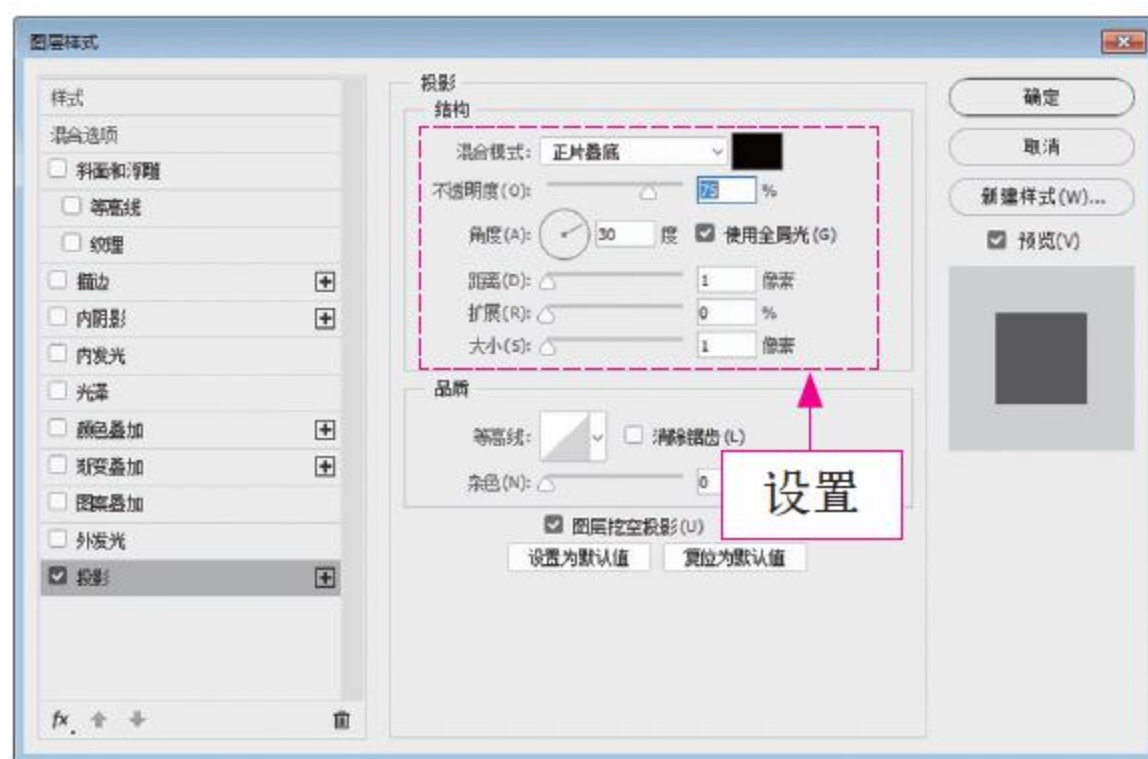 图层样式
样式
混合选项
斜面和浮雕
等高线
纹理
描边
内阴影
内发光
光泽
颜色叠加
渐变叠加
图案叠加
外发光
投影
fx
投影
结构
混合模式: 正片叠底
不透明度(O): 75 %
角度(A): 30 度 使用全局光(G)
距离(D): 1 像素
扩展(R): 0 %
大小(S): 1 像素
品质
等高线: 消除锯齿(L)
杂色(N): 0
设置
图层挖空投影(U)
设置为默认值 复位为默认值
确定
取消
新建样式(W)...
预览(V)